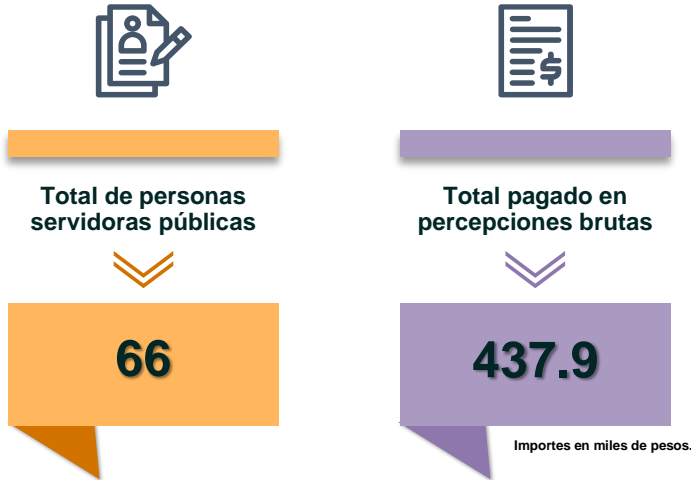 Total de personas
servidoras públicas
66
Total pagado en
percepciones brutas
437.9
Importes en miles de pesos.